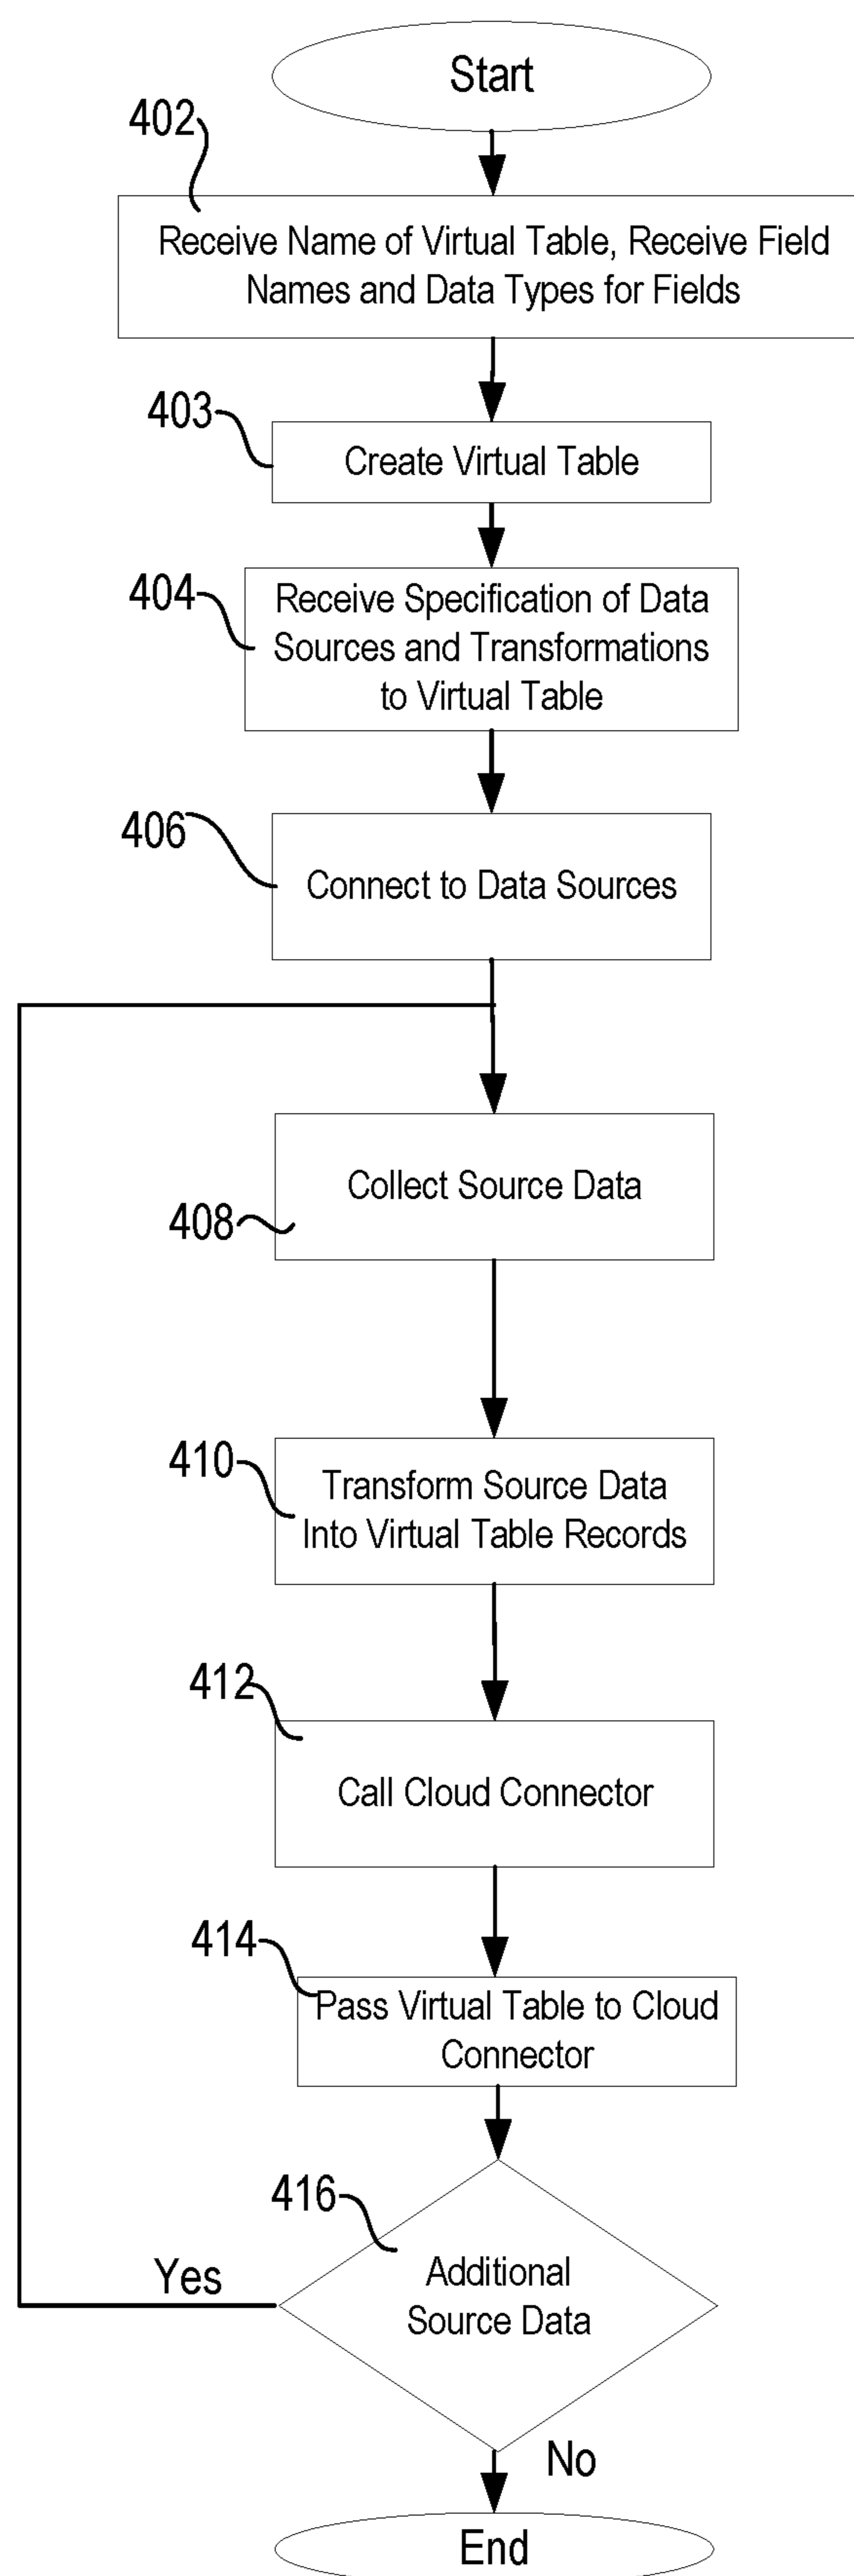 Start
402
Receive Name of Virtual Table, Receive Field
Names and Data Types for Fields
403
Create Virtual Table
404
Receive Specification of Data
Sources and Transformations
to Virtual Table
406
Connect to Data Sources
Collect Source Data
408
410
Transform Source Data
Into Virtual Table Records
412
Call Cloud Connector
414
Pass Virtual Table to Cloud
Connector
416
Additional
Source Data
Yes
No
End